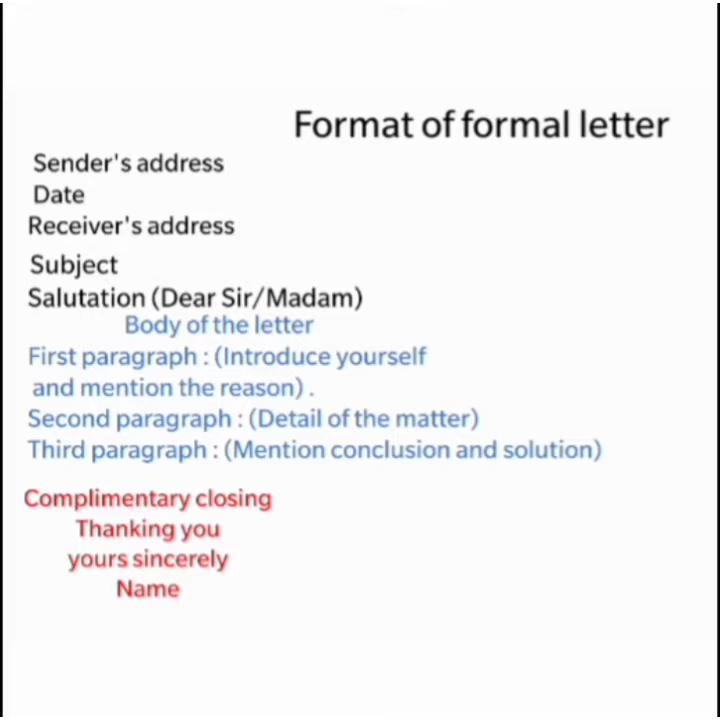 Format of formal letter
Sender's address
Date
Receiver's address
Subject
Salutation (Dear Sir/Madam)
Body of the letter
First paragraph : (Introduce yourself
and mention the reason) .
Second paragraph : (Detail of the matter)
Third paragraph : (Mention conclusion and solution)
Complimentary closing
Thanking you
yours sincerely
Name